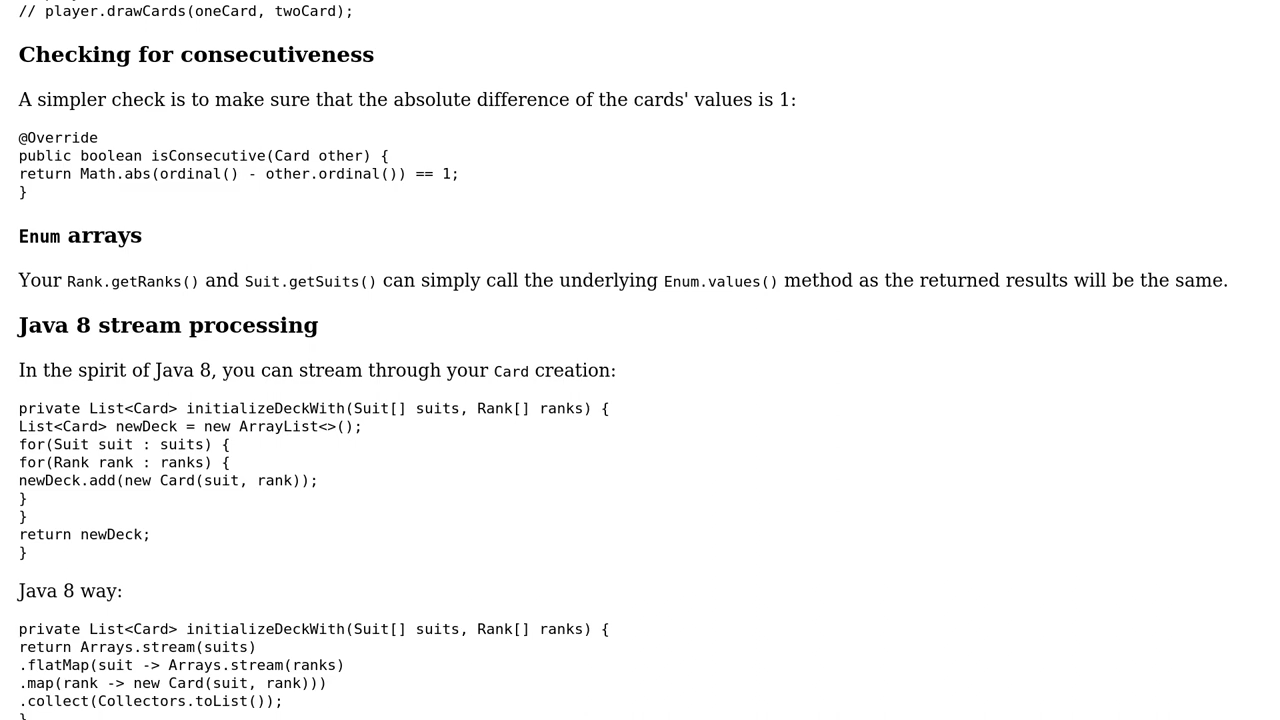 // player.drawCards(oneCard, twoCard);
Checking for consecutiveness
A simpler check is to make sure that the absolute difference of the cards' values is 1:
@Override
public boolean isConsecutive(Card other) {
return Math.abs(ordinal() - other.ordinal()) == 1;
}
Enum arrays
Your Rank.getRanks() and Suit.getSuits() can simply call the underlying Enum.values() method as the returned results will be the same.
Java 8 stream processing
In the spirit of Java 8, you can stream through your Card creation:
private List<Card> initializeDeckWith(Suit[] suits, Rank[] ranks) {
List<Card> newDeck = new ArrayList<>();
for(Suit suit : suits) {
for(Rank rank : ranks) {
newDeck.add(new Card(suit, rank));
}
}
return newDeck;
}
Java 8 way:
private List<Card> initializeDeckWith(Suit[] suits, Rank[] ranks) {
return Arrays.stream(suits)
.flatMap(suit -> Arrays.stream(ranks)
.map(rank -> new Card(suit, rank)))
.collect(Collectors.toList());
}